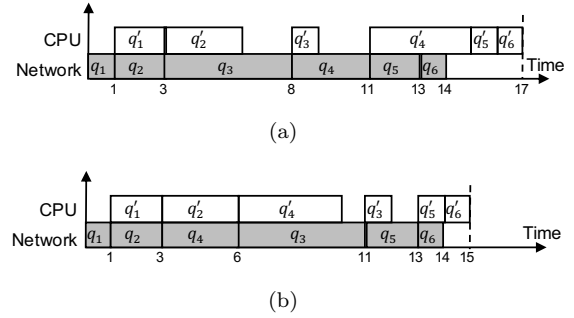 CPU q′1 q′2 q′3 q′4 q′5 q′6
Network q1 q2 q3 q4 q5 q6 Time
1 3 8 11 13 14 17
(a)
CPU q′1 q′2 q′4 q′3 q′5 q′6
Network q1 q2 q4 q3 q5 q6 Time
1 3 6 11 13 14 15
(b)